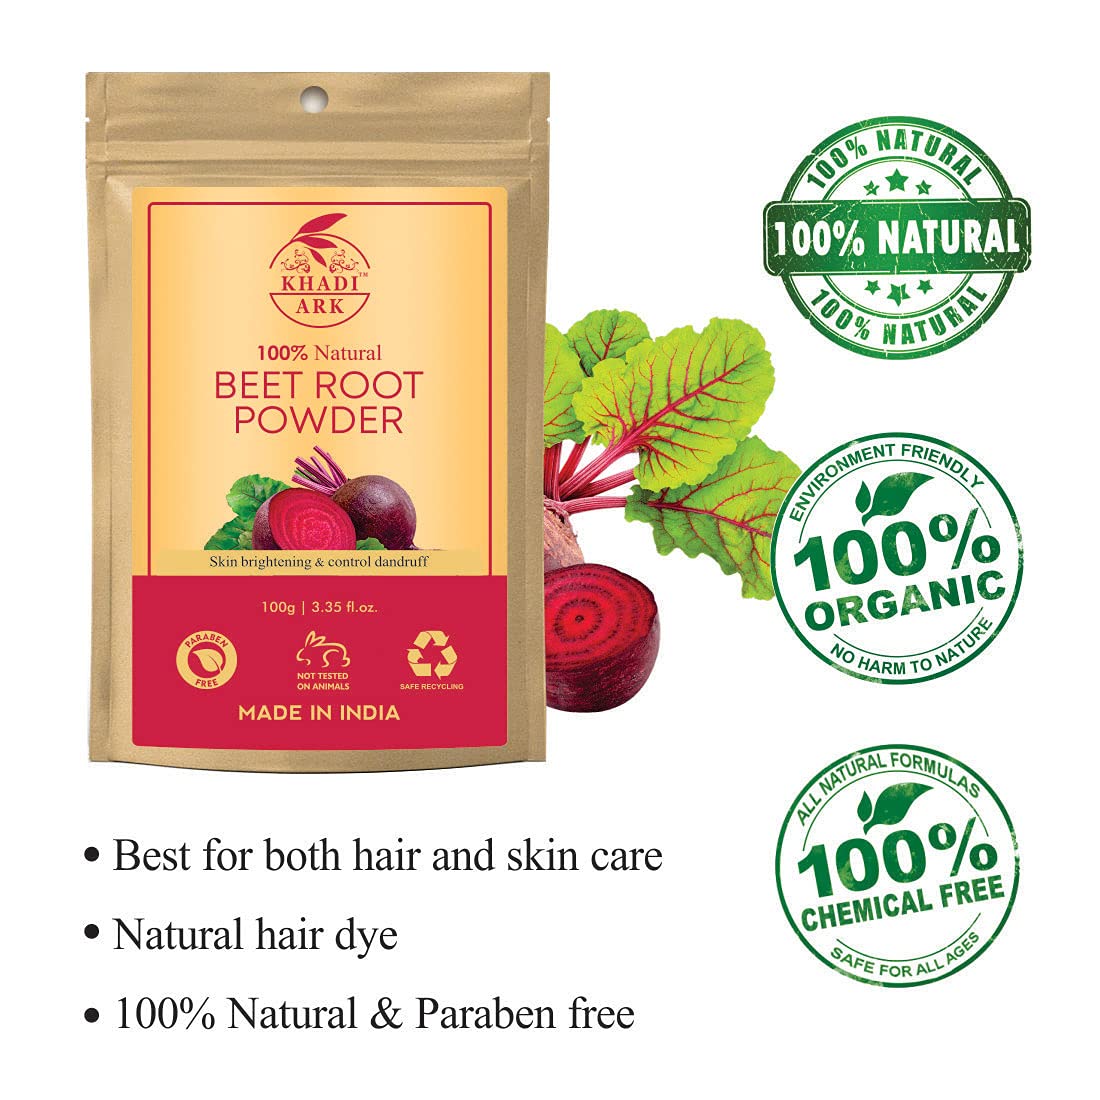 KHADI
ARK
TM
100% Natural
BEET ROOT
POWDER
Skin brightening & control dandruff
100g | 3.35 fl.oz.
PARABEN
FREE
NOT TESTED
ON ANIMALS
SAFE RECYCLING
MADE IN INDIA
100% NATURAL
100% NATURAL
100% NATURAL
ENVIRONMENT FRIENDLY
100%
ORGANIC
NO HARM TO NATURE
ALL NATURAL FORMULAS
100%
CHEMICAL FREE
SAFE FOR ALL AGES
• Best for both hair and skin care
• Natural hair dye
• 100% Natural & Paraben free